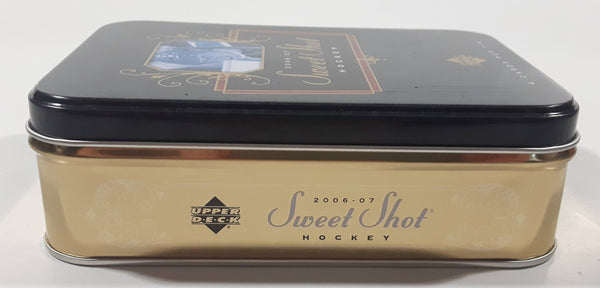 2006-07
Sweet Shot
HOCKEY
UPPER
DECK
2006-07
Sweet Shot®
HOCKEY